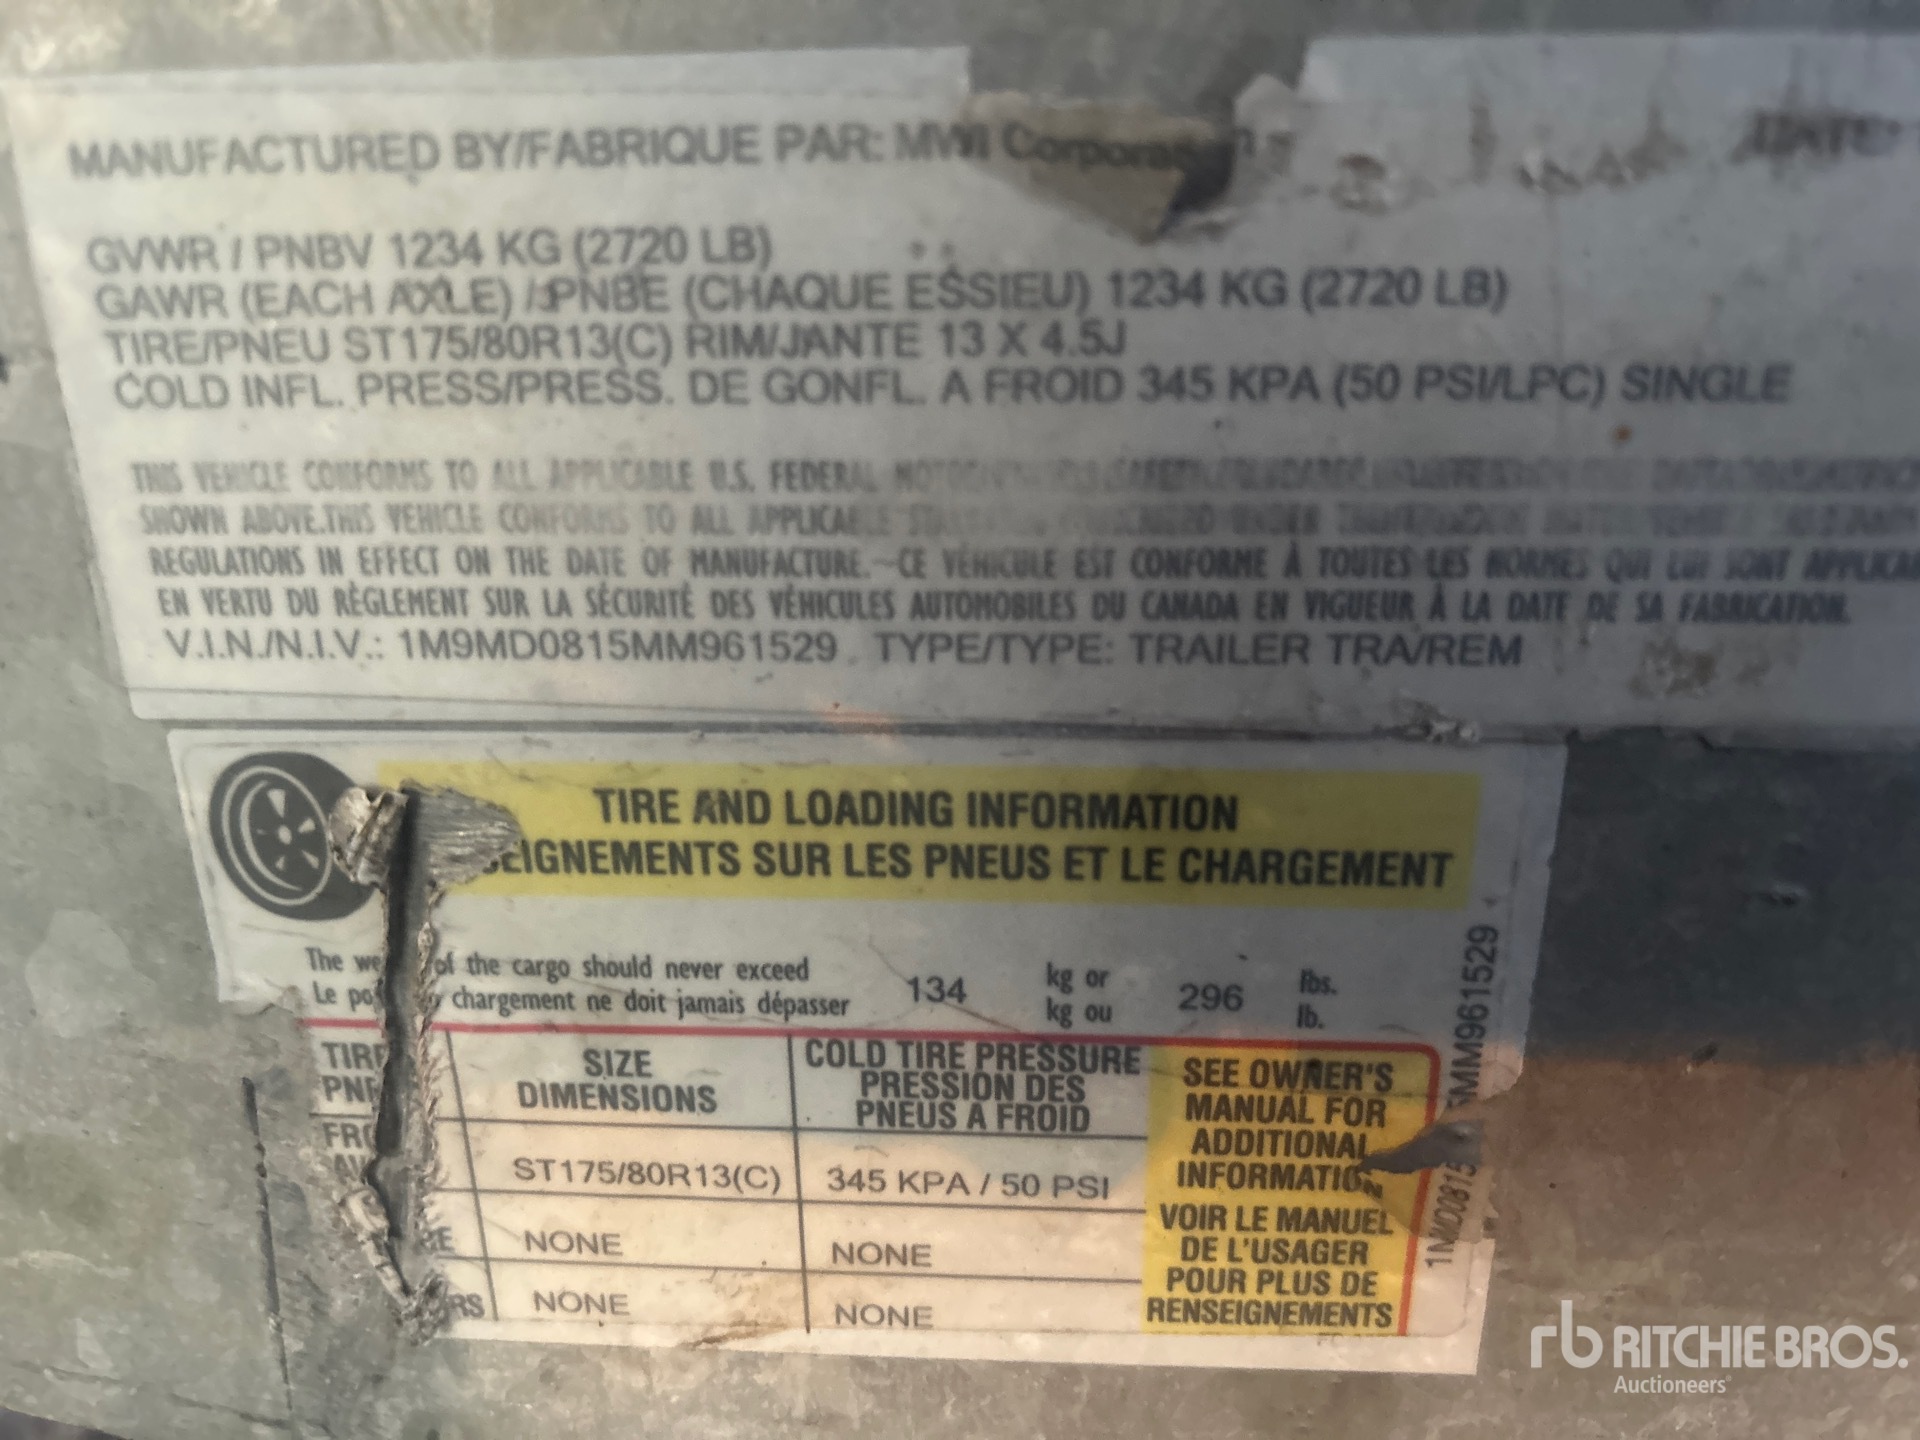 MANUFACTURED BY/FABRIQUE PAR: MWI
GVWR / PNBV 1234 KG (2720 LB)
GAWR (EACH AXLE) / PNBE (CHAQUE ESSIEU) 1234 KG (2720 LB)
TIRE/PNEU ST175/80R13(C) RIM/JANTE 13 X 4.5J
COLD INFL. PRESS/PRESS. DE GONFL. A FROID 345 KPA (50 PSI/LPC) SINGLE
THIS VEHICLE CONFORMS TO ALL APPLICABLE U.S. FEDERAL
SHOWN ABOVE.THIS VEHICLE CONFORMS TO ALL APPLICABLE
REGULATIONS IN EFFECT ON THE DATE OF MANUFACTURE.–CE VÉHICULE EST CONFORME À TOUTES LES NORMES QUI LUI SONT
EN VERTU DU RÈGLEMENT SUR LA SÉCURITÉ DES VÉHICULES AUTOMOBILES DU CANADA EN VIGUEUR À LA DATE DE SA FABRICATION.
V.I.N./N.I.V.: 1M9MD0815MM961529 TYPE/TYPE: TRAILER TRA/REM
TIRE AND LOADING INFORMATION
EIGNEMENTS SUR LES PNEUS ET LE CHARGEMENT
The of the cargo should never exceed 134 kg or 296 lbs.
Le chargement ne doit jamais dépasser kg ou lb.
SIZE
DIMENSIONS
COLD TIRE PRESSURE
PRESSION DES
PNEUS A FROID
ST175/80R13(C) 345 KPA / 50 PSI
NONE NONE
NONE NONE
SEE OWNER'S
MANUAL FOR
ADDITIONAL
INFORMATION
VOIR LE MANUEL
DE L'USAGER
POUR PLUS DE
RENSEIGNEMENTS
rb RITCHIE BROS.
Auctioneers